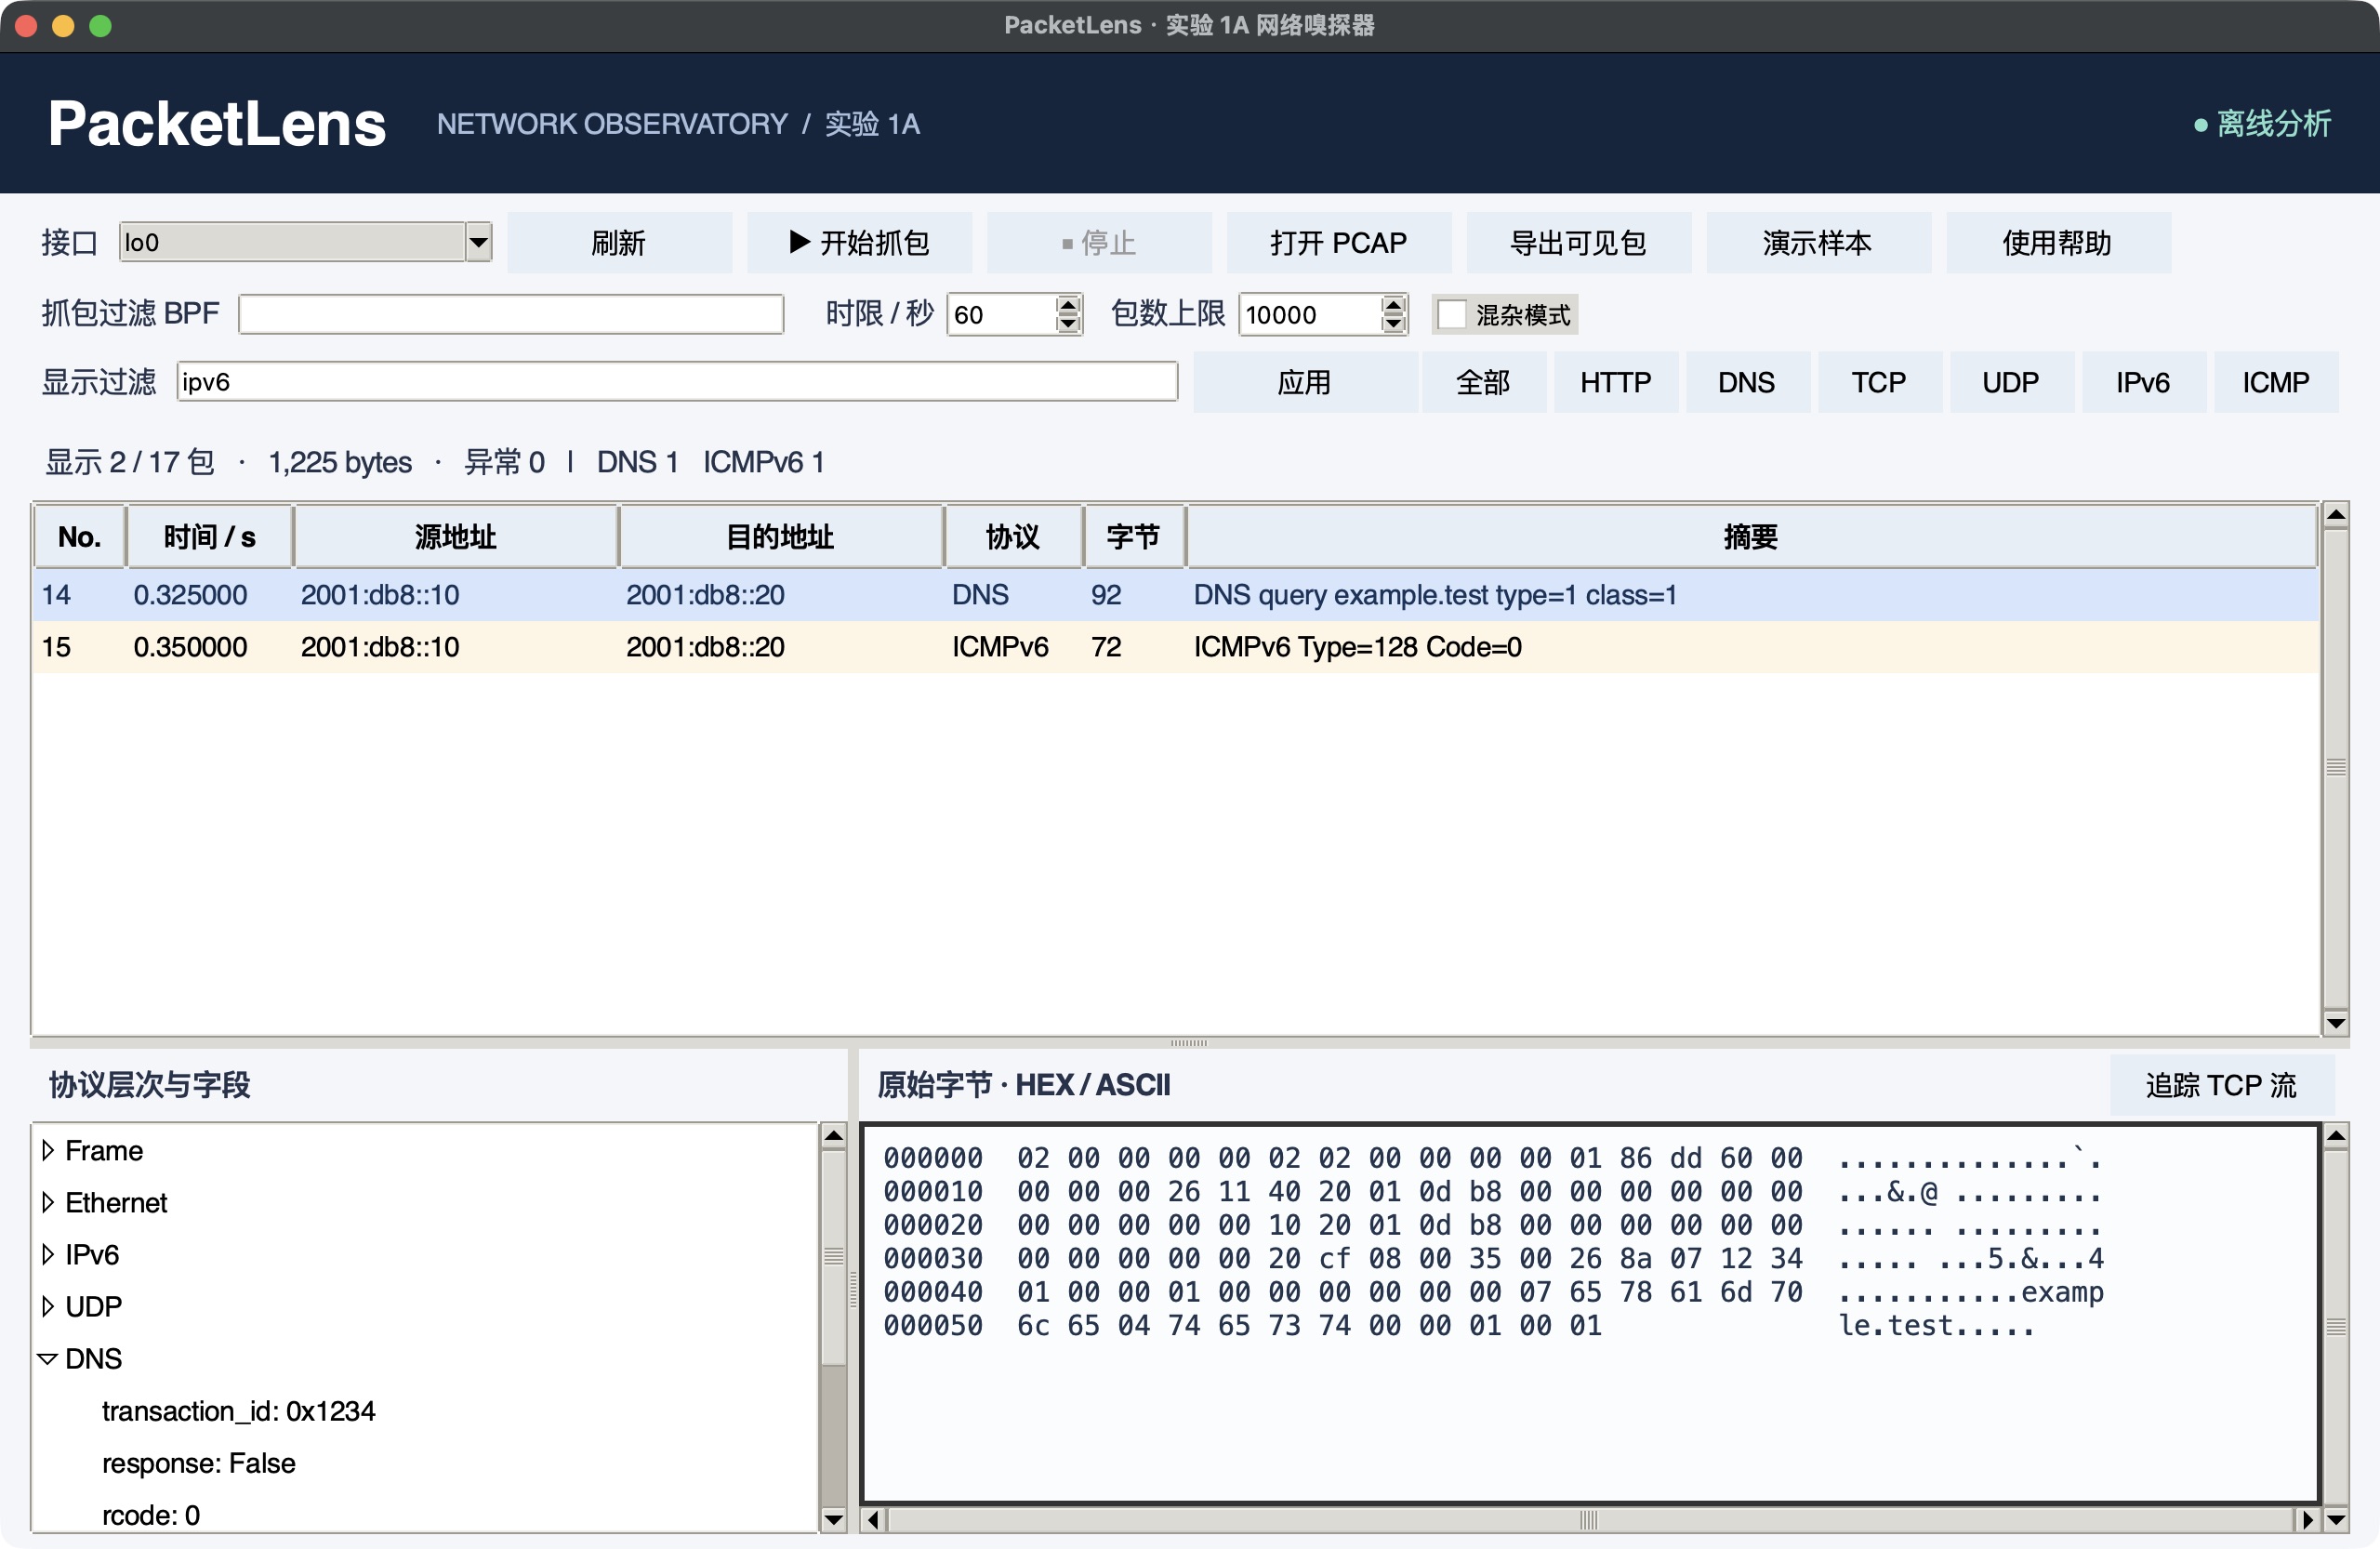 PacketLens · 实验 1A 网络嗅探器
PacketLens NETWORK OBSERVATORY / 实验 1A ● 离线分析
接口 lo0 刷新 ▶ 开始抓包 ■ 停止 打开 PCAP 导出可见包 演示样本 使用帮助
抓包过滤 BPF 时限 / 秒 60 包数上限 10000 混杂模式
显示过滤 ipv6 应用 全部 HTTP DNS TCP UDP IPv6 ICMP
显示 2 / 17 包 · 1,225 bytes · 异常 0 | DNS 1 ICMPv6 1
No. 时间 / s 源地址 目的地址 协议 字节 摘要
14 0.325000 2001:db8::10 2001:db8::20 DNS 92 DNS query example.test type=1 class=1
15 0.350000 2001:db8::10 2001:db8::20 ICMPv6 72 ICMPv6 Type=128 Code=0
协议层次与字段
Frame
Ethernet
IPv6
UDP
DNS
transaction_id: 0x1234
response: False
rcode: 0
原始字节 · HEX / ASCII 追踪 TCP 流
000000 02 00 00 00 00 02 02 00 00 00 00 01 86 dd 60 00 ..............`.
000010 00 00 00 26 11 40 20 01 0d b8 00 00 00 00 00 00 ...&.@ .........
000020 00 00 00 00 00 10 20 01 0d b8 00 00 00 00 00 00 ...... .........
000030 00 00 00 00 00 20 cf 08 00 35 00 26 8a 07 12 34 ..... ...5.&...4
000040 01 00 00 01 00 00 00 00 00 00 07 65 78 61 6d 70 ...........examp
000050 6c 65 04 74 65 73 74 00 00 01 00 01 le.test.....